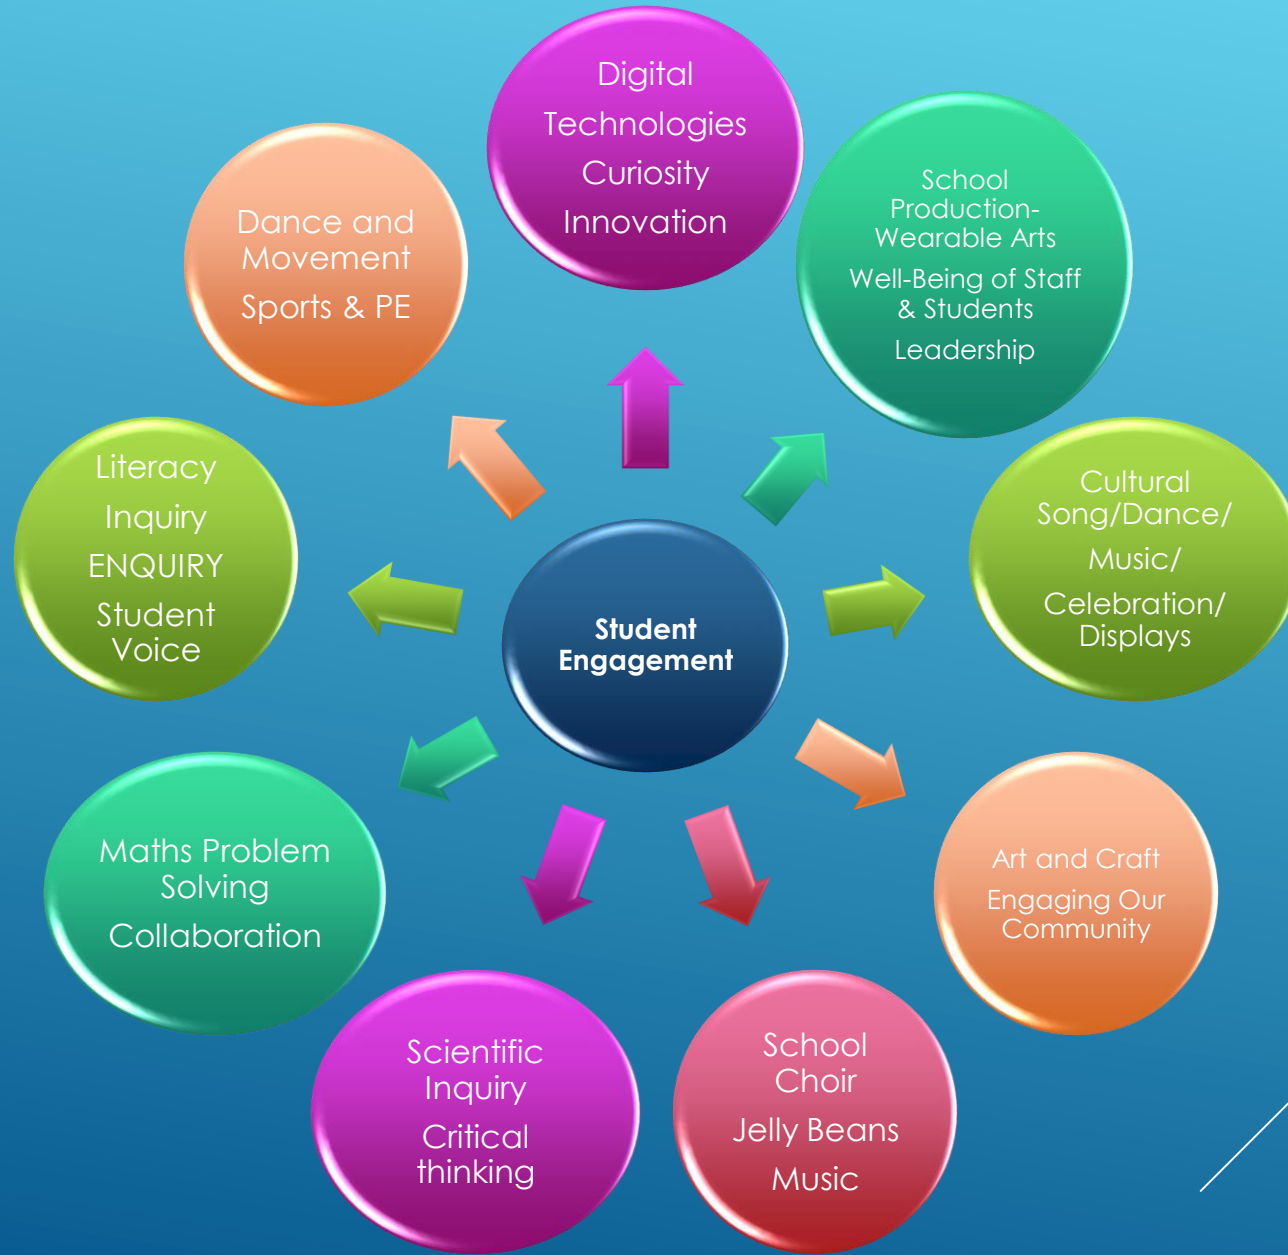 Digital
Technologies
Curiosity
Innovation
School
Production-
Wearable Arts
Well-Being of Staff
& Students
Leadership
Cultural
Song/Dance/
Music/
Celebration/
Displays
Art and Craft
Engaging Our
Community
School
Choir
Jelly Beans
Music
Scientific
Inquiry
Critical
thinking
Maths Problem
Solving
Collaboration
Literacy
Inquiry
ENQUIRY
Student
Voice
Dance and
Movement
Sports & PE
Student
Engagement